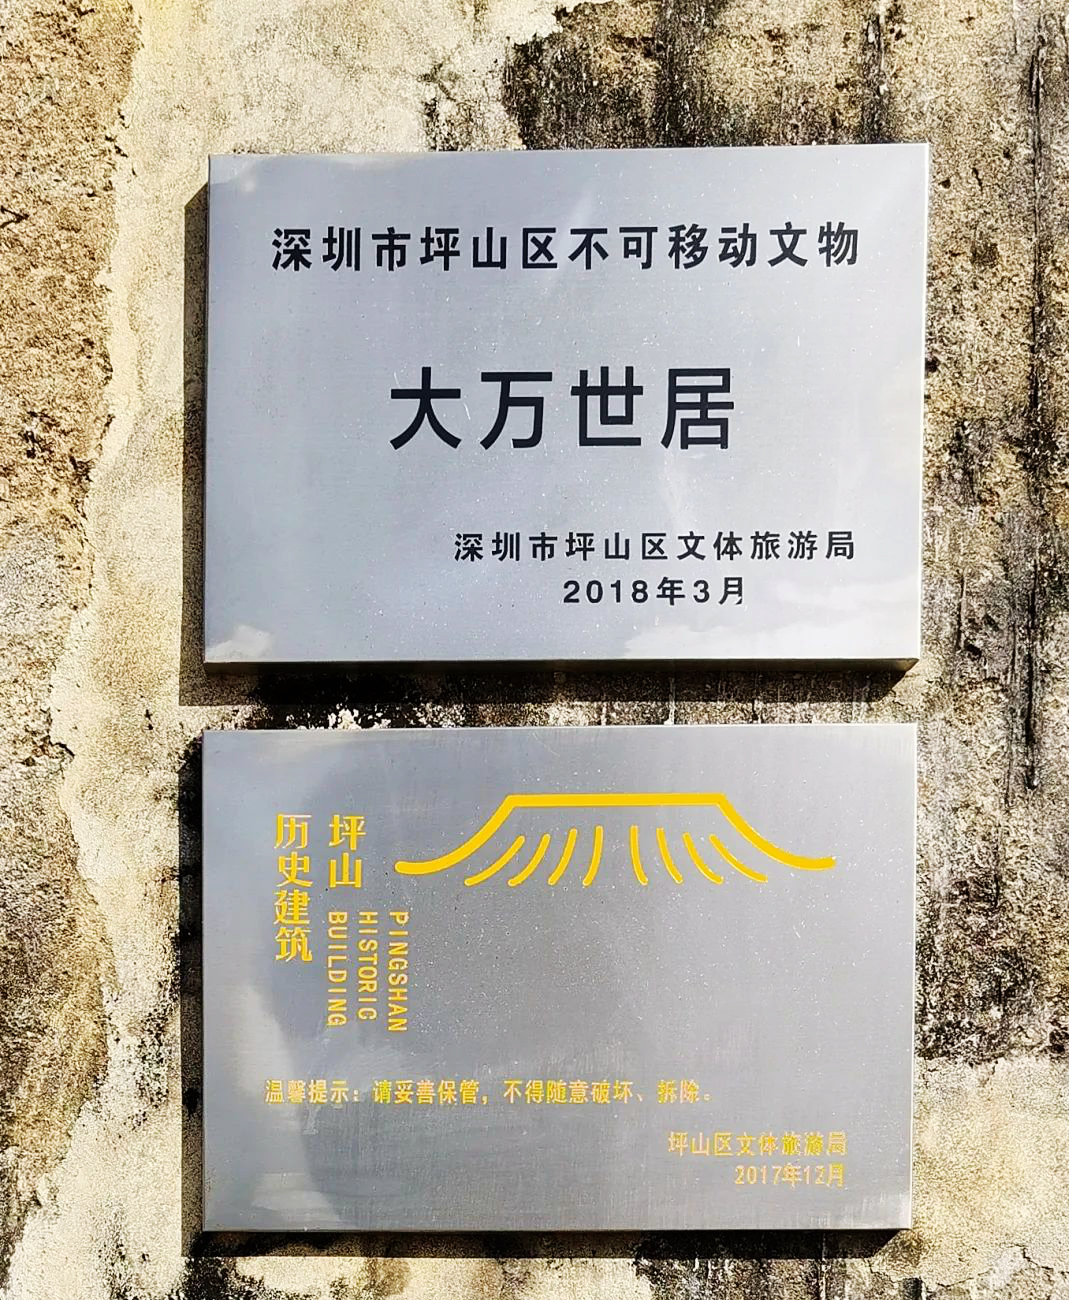 深圳市坪山区不可移动文物
大万世居
深圳市坪山区文体旅游局
2018年3月
坪山
历史建筑
PINGSHAN
HISTORIC
BUILDING
温馨提示：请妥善保管，不得随意破坏、拆除。
坪山区文体旅游局
2017年12月